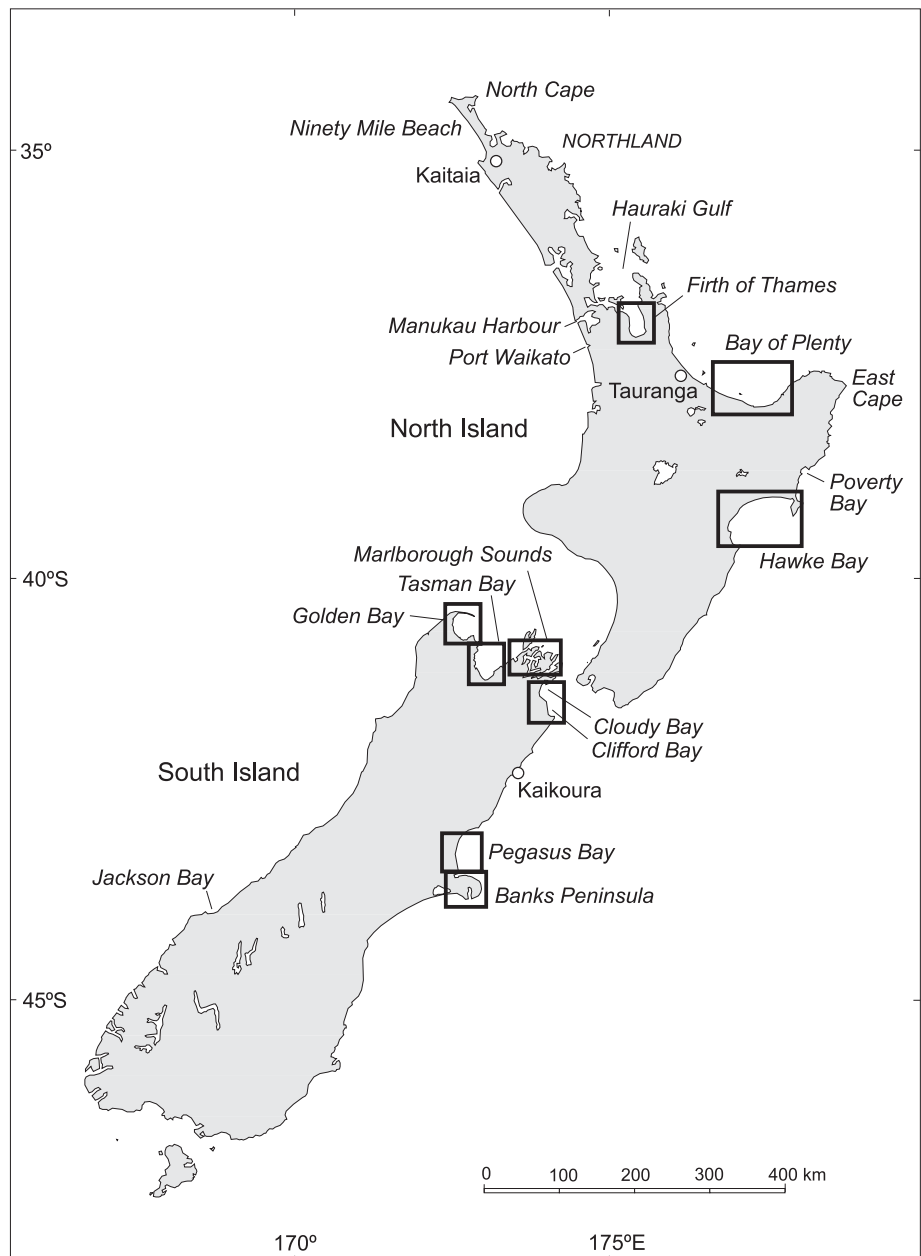 North Cape
Ninety Mile Beach
NORTHLAND
35º
Kaitaia
Hauraki Gulf
Firth of Thames
Manukau Harbour
Port Waikato
Bay of Plenty
Tauranga
East
Cape
North Island
Poverty
Bay
Marlborough Sounds
Hawke Bay
Tasman Bay
40ºS
Golden Bay
Cloudy Bay
Clifford Bay
South Island
Kaikoura
Pegasus Bay
Jackson Bay
Banks Peninsula
45ºS
0 100 200 300 400 km
170º 175ºE